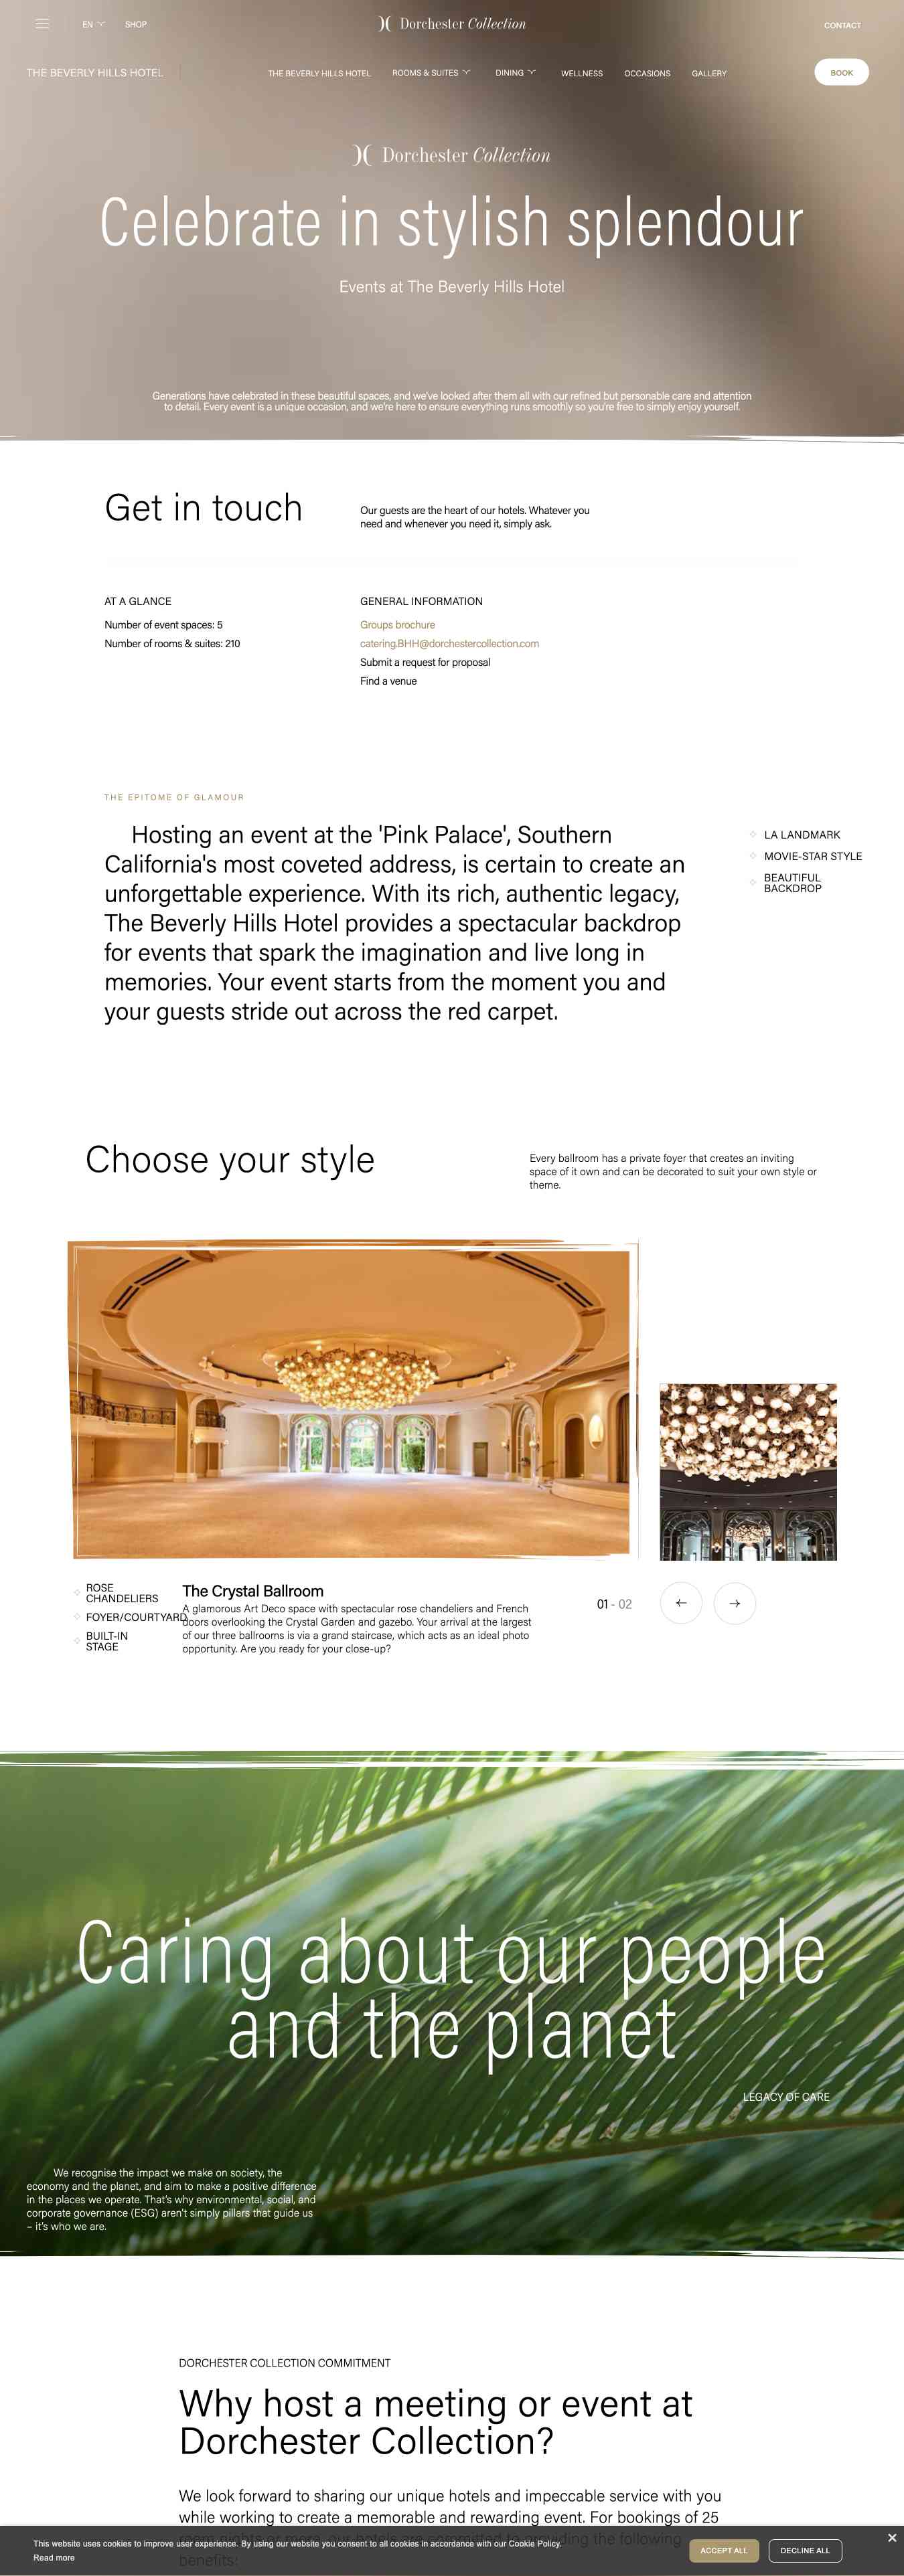 EN
SHOP
Dorchester Collection
CONTACT
THE BEVERLY HILLS HOTEL
THE BEVERLY HILLS HOTEL
ROOMS & SUITES
DINING
WELLNESS
OCCASIONS
GALLERY
BOOK
Dorchester Collection
Celebrate in stylish splendour
Events at The Beverly Hills Hotel
Generations have celebrated in these beautiful spaces, and we've looked after them all with our refined but personable care and attention
to detail. Every event is a unique occasion, and we're here to ensure everything runs smoothly so you're free to simply enjoy yourself.
Get in touch
Our guests are the heart of our hotels. Whatever you
need and whenever you need it, simply ask.
AT A GLANCE
Number of event spaces: 5
Number of rooms & suites: 210
GENERAL INFORMATION
Groups brochure
catering.BHH@dorchestercollection.com
Submit a request for proposal
Find a venue
THE EPITOME OF GLAMOUR
Hosting an event at the 'Pink Palace', Southern
California's most coveted address, is certain to create an
unforgettable experience. With its rich, authentic legacy,
The Beverly Hills Hotel provides a spectacular backdrop
for events that spark the imagination and live long in
memories. Your event starts from the moment you and
your guests stride out across the red carpet.
LA LANDMARK
MOVIE-STAR STYLE
BEAUTIFUL
BACKDROP
Choose your style
Every ballroom has a private foyer that creates an inviting
space of it own and can be decorated to suit your own style or
theme.
ROSE
CHANDELIERS
FOYER/COURTYARD
BUILT-IN
STAGE
The Crystal Ballroom
A glamorous Art Deco space with spectacular rose chandeliers and French
doors overlooking the Crystal Garden and gazebo. Your arrival at the largest
of our three ballrooms is via a grand staircase, which acts as an ideal photo
opportunity. Are you ready for your close-up?
01 - 02
Caring about our people
and the planet
LEGACY OF CARE
We recognise the impact we make on society, the
economy and the planet, and aim to make a positive difference
in the places we operate. That's why environmental, social, and
corporate governance (ESG) aren't simply pillars that guide us
– it's who we are.
DORCHESTER COLLECTION COMMITMENT
Why host a meeting or event at
Dorchester Collection?
We look forward to sharing our unique hotels and impeccable service with you
while working to create a memorable and rewarding event. For bookings of 25
room nights or more, our hotels are committed to providing the following
benefits:
This website uses cookies to improve user experience. By using our website you consent to all cookies in accordance with our Cookie Policy.
Read more
ACCEPT ALL
DECLINE ALL